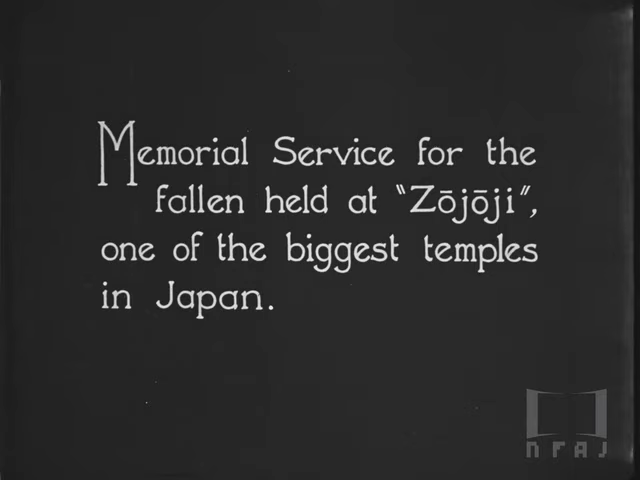 Memorial Service for the
fallen held at "Zōjōji",
one of the biggest temples
in Japan.
NFAJ